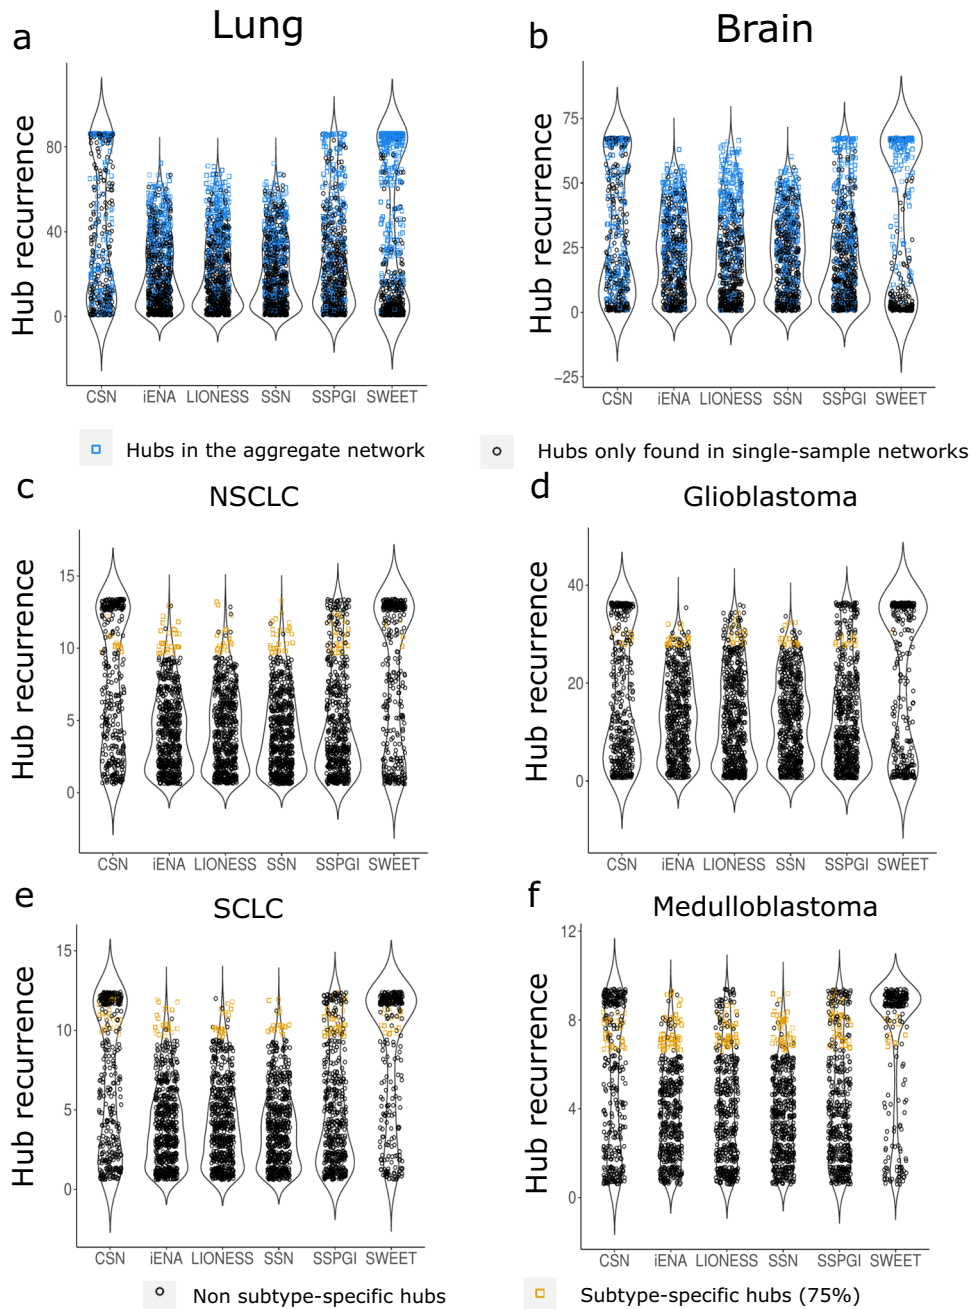 a
Lung
b
Brain
Hub recurrence
80
40
0
CSN iENA LIONESS SSN SSPGI SWEET
Hub recurrence
75
50
25
0
−25
CSN iENA LIONESS SSN SSPGI SWEET
Hubs in the aggregate network
Hubs only found in single-sample networks
c
NSCLC
d
Glioblastoma
Hub recurrence
15
10
5
0
CSN iENA LIONESS SSN SSPGI SWEET
Hub recurrence
40
20
0
CSN iENA LIONESS SSN SSPGI SWEET
e
SCLC
f
Medulloblastoma
Hub recurrence
15
10
5
0
CSN iENA LIONESS SSN SSPGI SWEET
Hub recurrence
12
8
4
0
CSN iENA LIONESS SSN SSPGI SWEET
Non subtype-specific hubs
Subtype-specific hubs (75%)